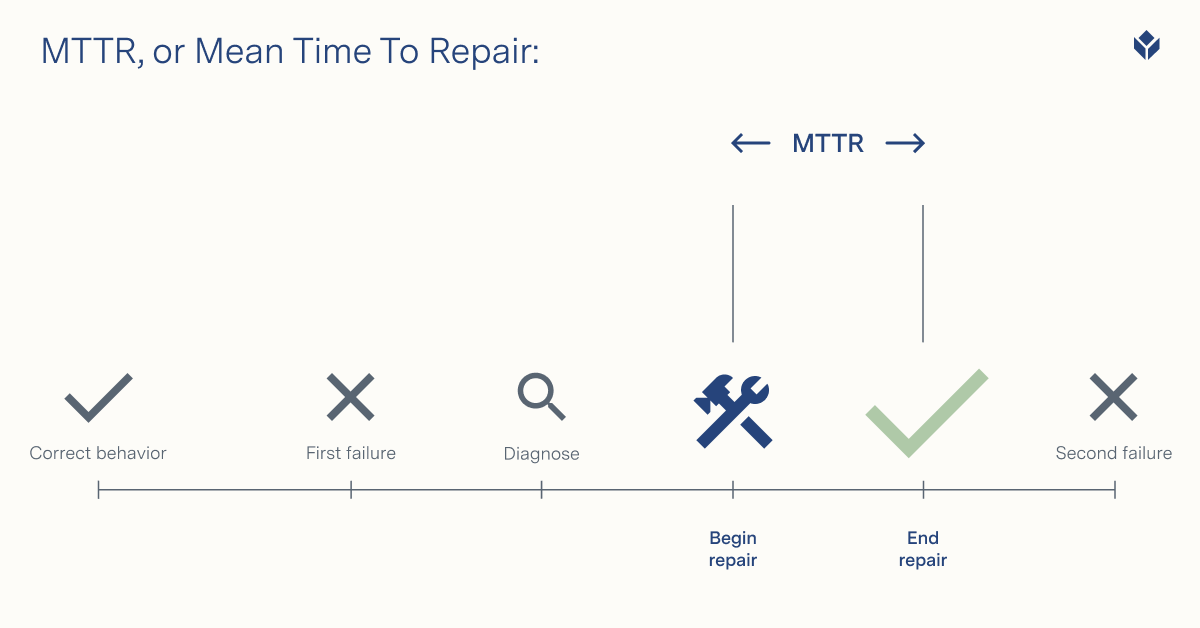 MTTR, or Mean Time To Repair:
MTTR
Correct behavior
First failure
Diagnose
Second failure
Begin
repair
End
repair